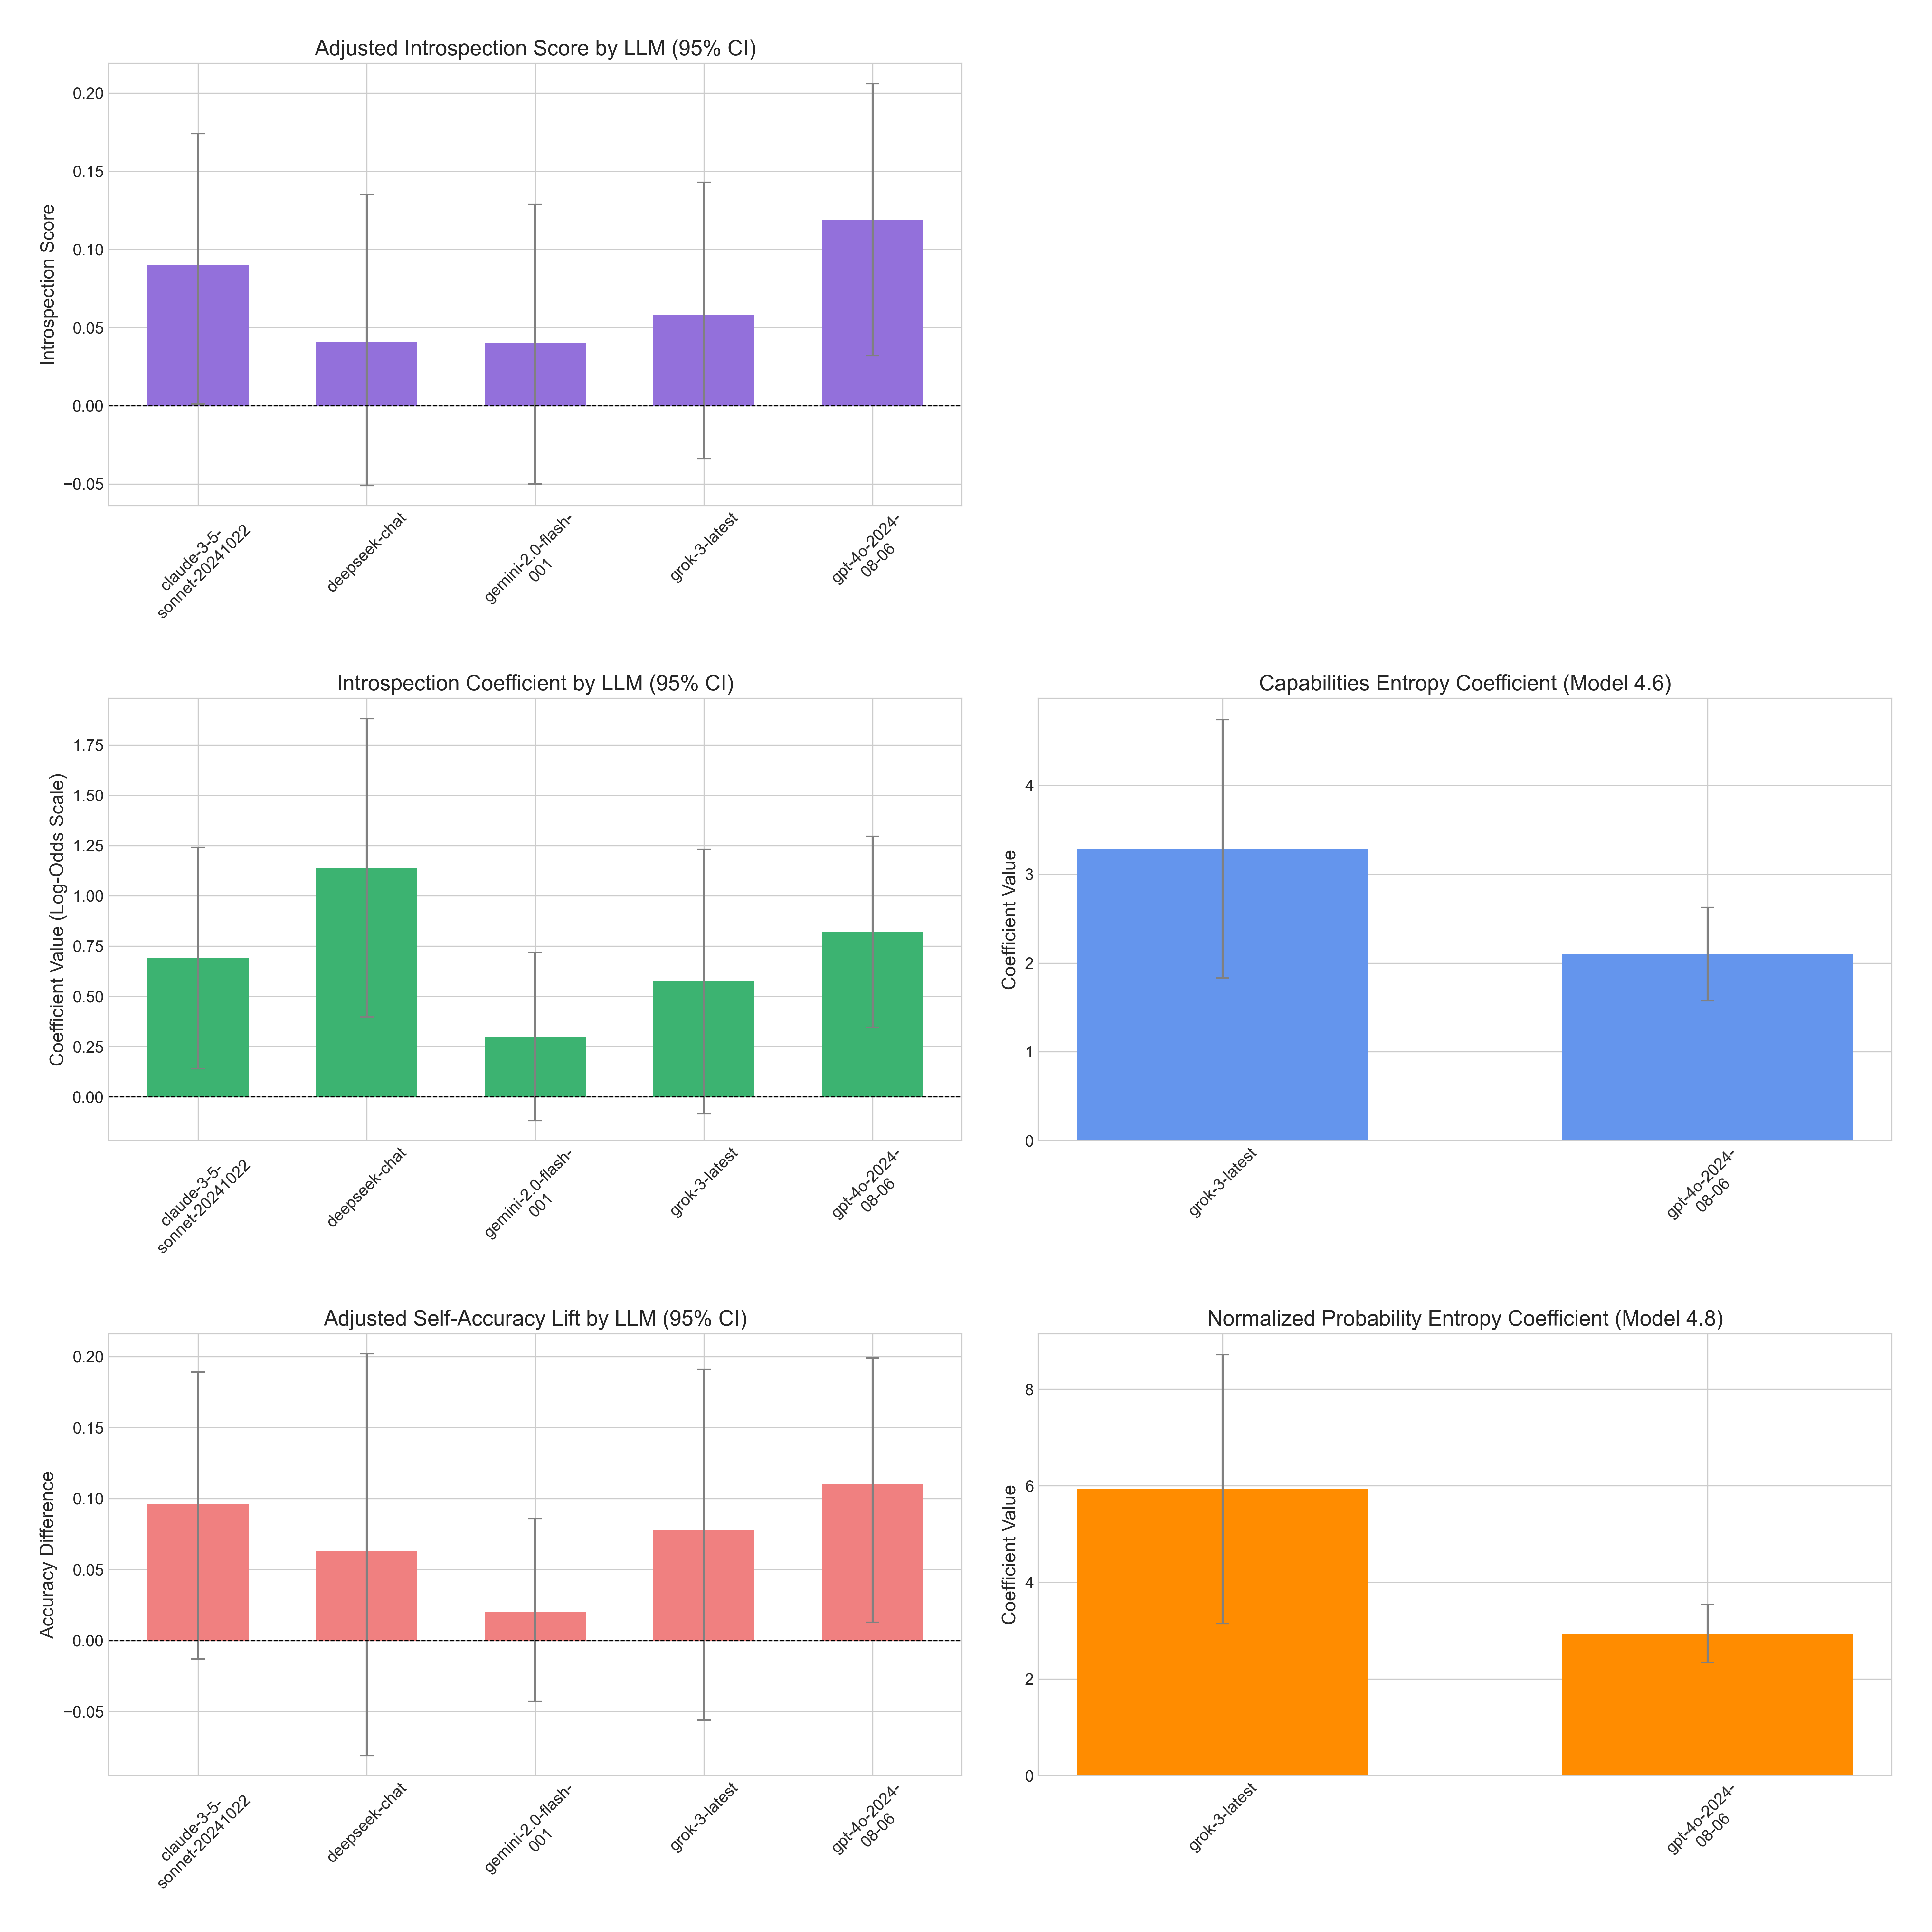 Adjusted Introspection Score by LLM (95% CI)
Introspection Score
0.20
0.15
0.10
0.05
0.00
−0.05
claude-3-5-
sonnet-20241022
deepseek-chat
gemini-2.0-flash-
001
grok-3-latest
gpt-4o-2024-
08-06
Introspection Coefficient by LLM (95% CI)
Coefficient Value (Log-Odds Scale)
1.75
1.50
1.25
1.00
0.75
0.50
0.25
0.00
claude-3-5-
sonnet-20241022
deepseek-chat
gemini-2.0-flash-
001
grok-3-latest
gpt-4o-2024-
08-06
Capabilities Entropy Coefficient (Model 4.6)
Coefficient Value
4
3
2
1
0
grok-3-latest
gpt-4o-2024-
08-06
Adjusted Self-Accuracy Lift by LLM (95% CI)
Accuracy Difference
0.20
0.15
0.10
0.05
0.00
−0.05
claude-3-5-
sonnet-20241022
deepseek-chat
gemini-2.0-flash-
001
grok-3-latest
gpt-4o-2024-
08-06
Normalized Probability Entropy Coefficient (Model 4.8)
Coefficient Value
8
6
4
2
0
grok-3-latest
gpt-4o-2024-
08-06